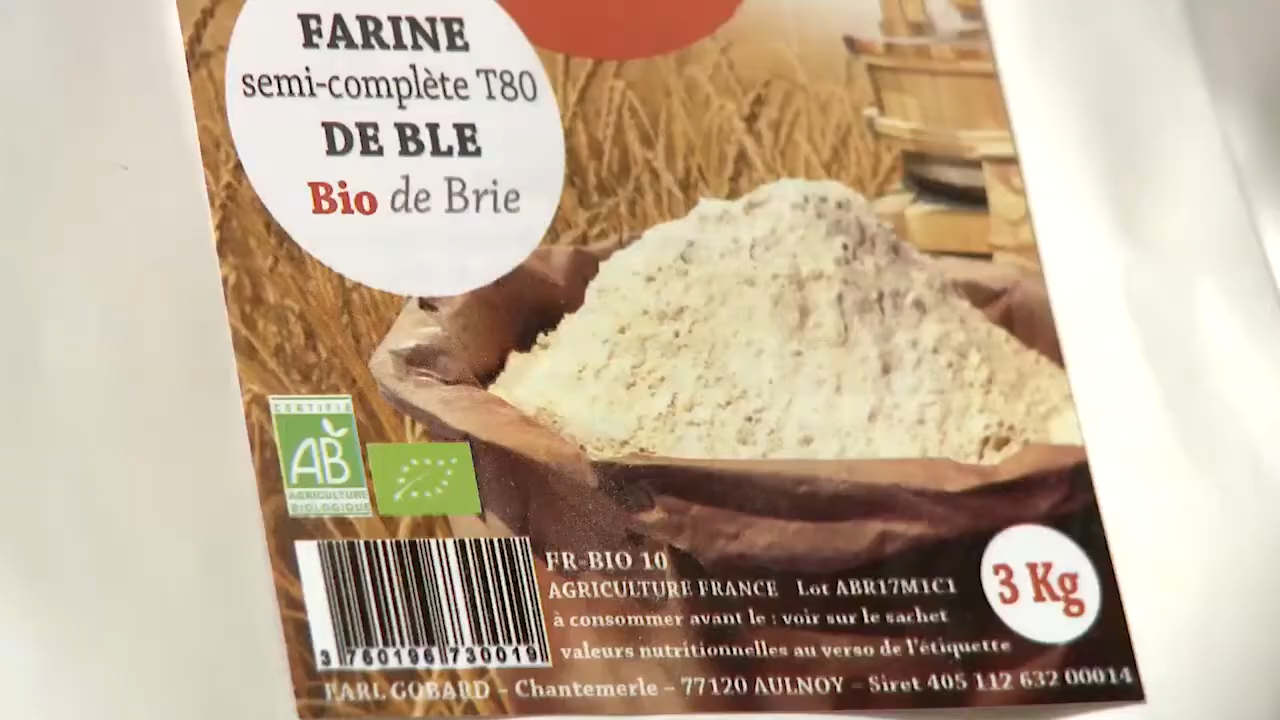 FARINE
semi-complète T80
DE BLE
Bio de Brie
CERTIFIÉ
AB
AGRICULTURE
BIOLOGIQUE
FR-BIO 10
AGRICULTURE FRANCE Lot ABR17M1C1
à consommer avant le : voir sur le sachet
valeurs nutritionnelles au verso de l'étiquette
3 Kg
3 760196 730019
EARL GOBARD - Chantemerle - 77120 AULNOY - Siret 405 112 632 00014